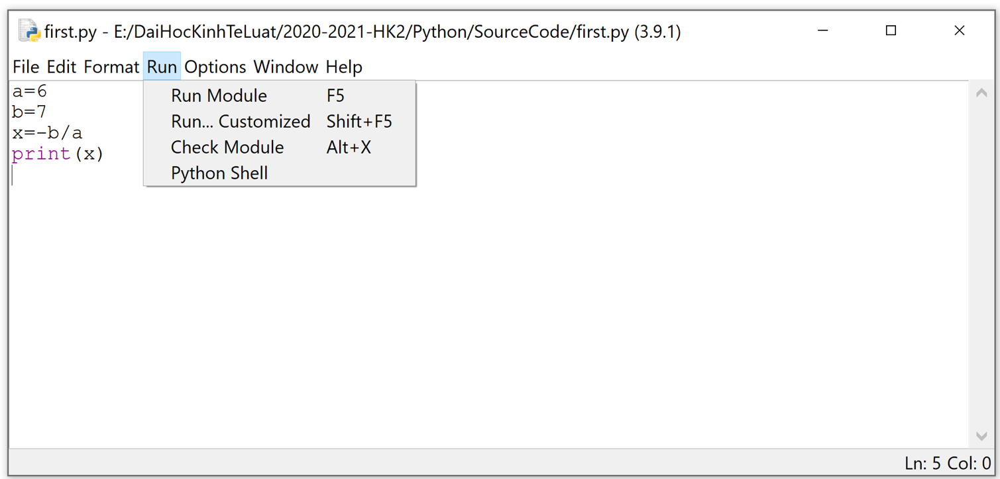 first.py - E:/DaiHocKinhTeLuat/2020-2021-HK2/Python/SourceCode/first.py (3.9.1)
File Edit Format Run Options Window Help
a=6
b=7
x=-b/a
print(x)
Run Module F5
Run... Customized Shift+F5
Check Module Alt+X
Python Shell
Ln: 5 Col: 0